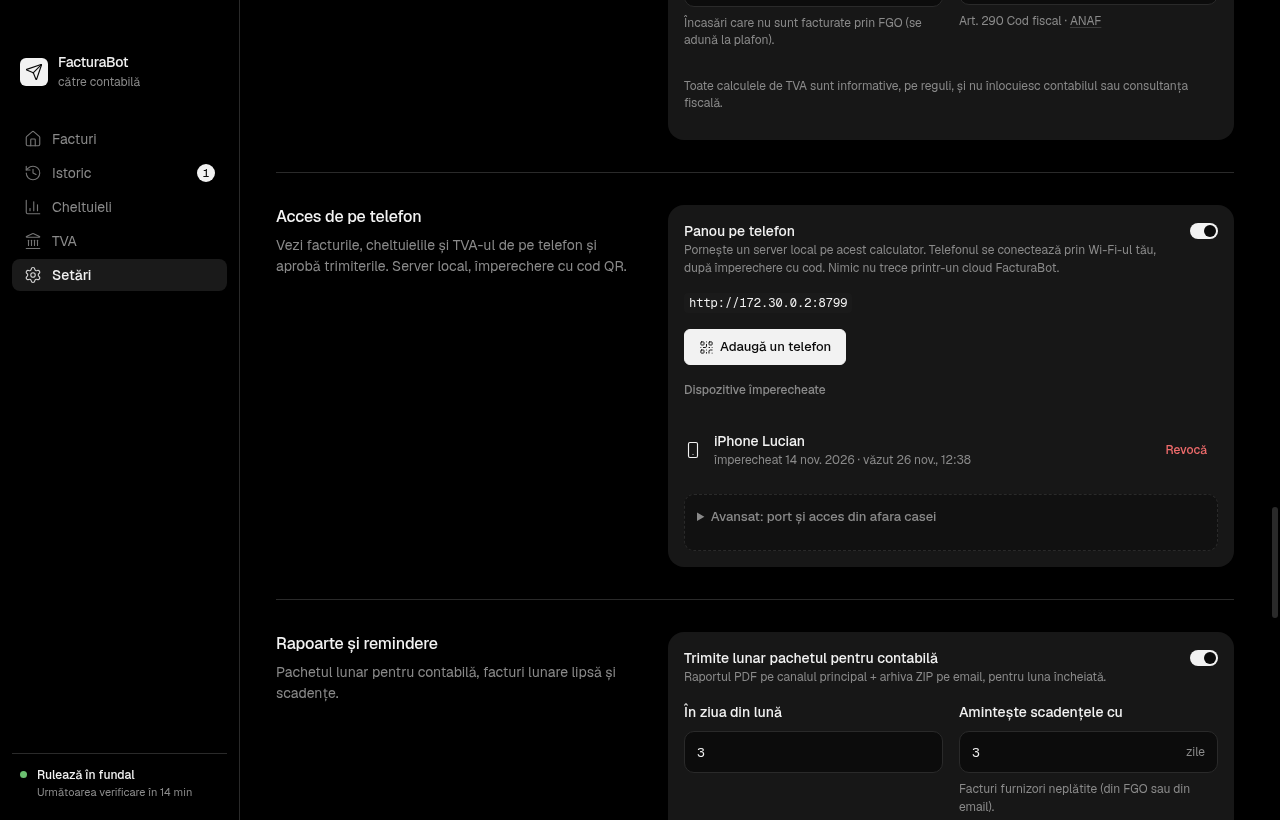 FacturaBot
către contabilă
Facturi
Istoric
1
Cheltuieli
TVA
Setări
Rulează în fundal
Următoarea verificare în 14 min
Încasări care nu sunt facturate prin FGO (se
adună la plafon).
Art. 290 Cod fiscal · ANAF
Toate calculele de TVA sunt informative, pe reguli, și nu înlocuiesc contabilul sau consultanța
fiscală.
Acces de pe telefon
Vezi facturile, cheltuielile și TVA-ul de pe telefon și
aprobă trimiterile. Server local, împerechere cu cod QR.
Panou pe telefon
Pornește un server local pe acest calculator. Telefonul se conectează prin Wi-Fi-ul tău,
după împerechere cu cod. Nimic nu trece printr-un cloud FacturaBot.
http://172.30.0.2:8799
Adaugă un telefon
Dispozitive împerecheate
iPhone Lucian
împerecheat 14 nov. 2026 · văzut 26 nov., 12:38
Revocă
Avansat: port și acces din afara casei
Rapoarte și remindere
Pachetul lunar pentru contabilă, facturi lunare lipsă și
scadențe.
Trimite lunar pachetul pentru contabilă
Raportul PDF pe canalul principal + arhiva ZIP pe email, pentru luna încheiată.
În ziua din lună
3
Amintește scadențele cu
3 zile
Facturi furnizori neplătite (din FGO sau din
email).